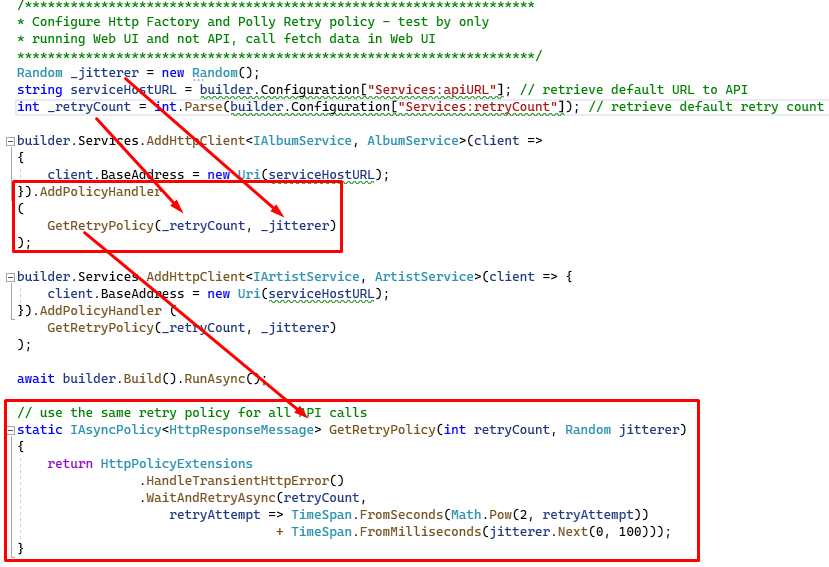 /*******************************************************************
* Configure Http Factory and Polly Retry policy - test by only
* running Web UI and not API, call fetch data in Web UI
********************************************************************/
Random _jitterer = new Random();
string serviceHostURL = builder.Configuration["Services:apiURL"]; // retrieve default URL to API
int _retryCount = int.Parse(builder.Configuration["Services:retryCount"]); // retrieve default retry count
builder.Services.AddHttpClient<IAlbumService, AlbumService>(client =>
{
client.BaseAddress = new Uri(serviceHostURL);
}).AddPolicyHandler
(
GetRetryPolicy(_retryCount, _jitterer)
);
builder.Services.AddHttpClient<IArtistService, ArtistService>(client => {
client.BaseAddress = new Uri(serviceHostURL);
}).AddPolicyHandler (
GetRetryPolicy(_retryCount, _jitterer)
);
await builder.Build().RunAsync();
// use the same retry policy for all API calls
static IAsyncPolicy<HttpResponseMessage> GetRetryPolicy(int retryCount, Random jitterer)
{
return HttpPolicyExtensions
.HandleTransientHttpError()
.WaitAndRetryAsync(retryCount,
retryAttempt => TimeSpan.FromSeconds(Math.Pow(2, retryAttempt))
+ TimeSpan.FromMilliseconds(jitterer.Next(0, 100)));
}